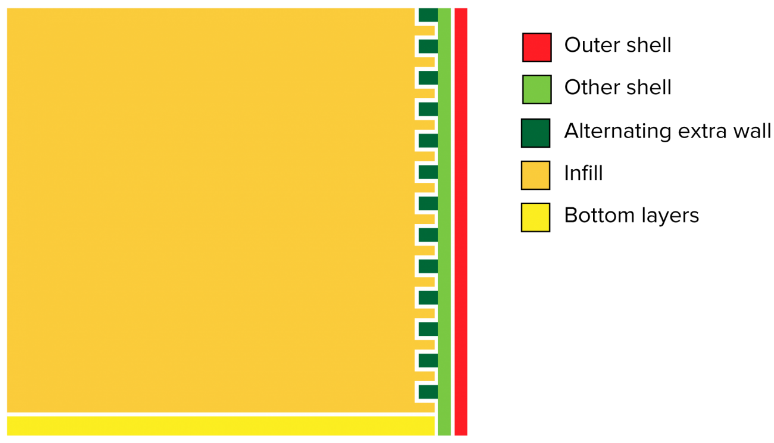 Outer shell
Other shell
Alternating extra wall
Infill
Bottom layers